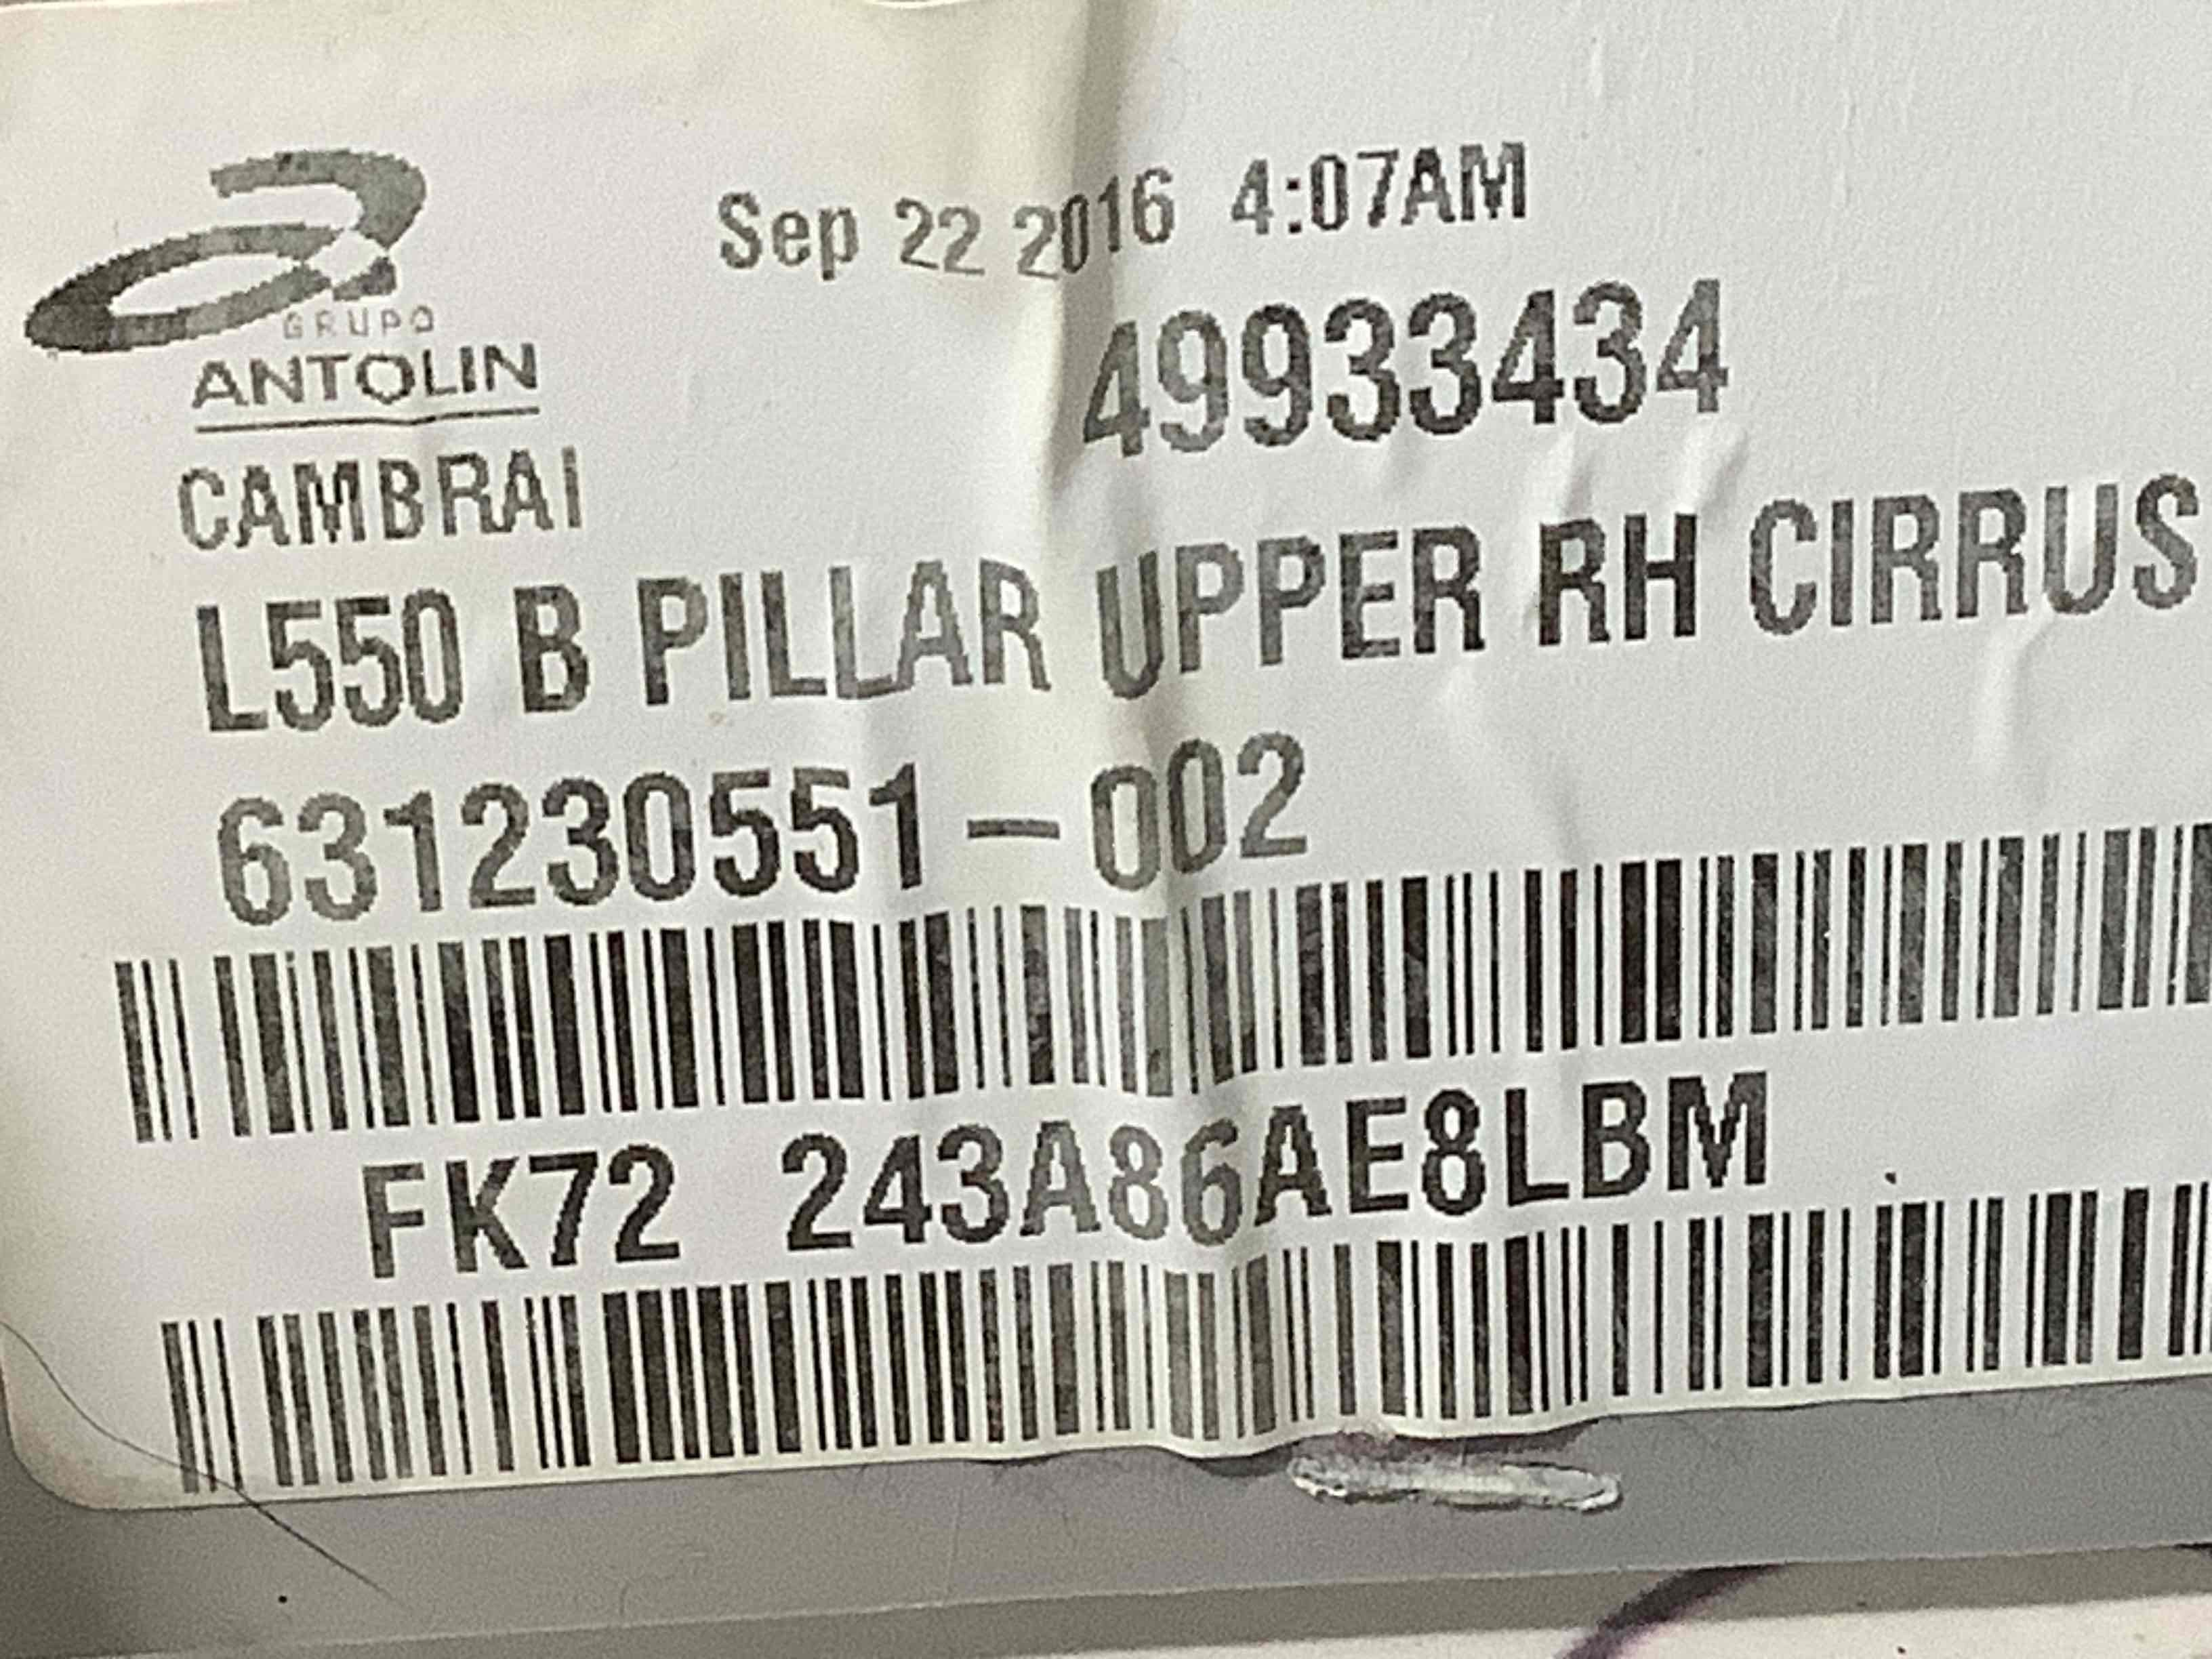 Sep 22 2016 4:07AM
GRUPO
ANTOLIN
49933434
CAMBRAI
L550 B PILLAR UPPER RH CIRRUS
631230551-002
FK72 243A86AE8LBM